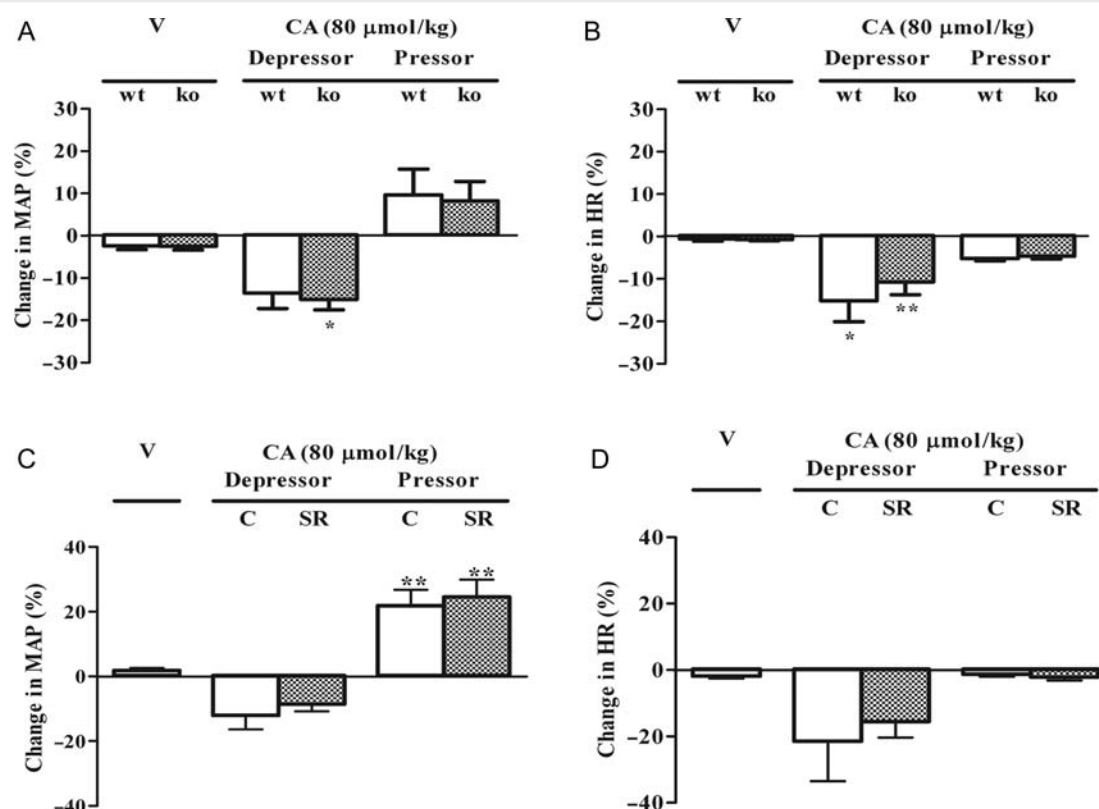 A
V
CA (80 μmol/kg)
Depressor Pressor
wt ko wt ko wt ko
Change in MAP (%)
30
20
10
0
−10
−20
−30
*
B
V
CA (80 μmol/kg)
Depressor Pressor
wt ko wt ko wt ko
Change in HR (%)
30
20
10
0
−10
−20
−30
*
**
C
V
CA (80 μmol/kg)
Depressor Pressor
C SR C SR
Change in MAP (%)
40
20
0
−20
−40
** **
D
V
CA (80 μmol/kg)
Depressor Pressor
C SR C SR
Change in HR (%)
40
20
0
−20
−40